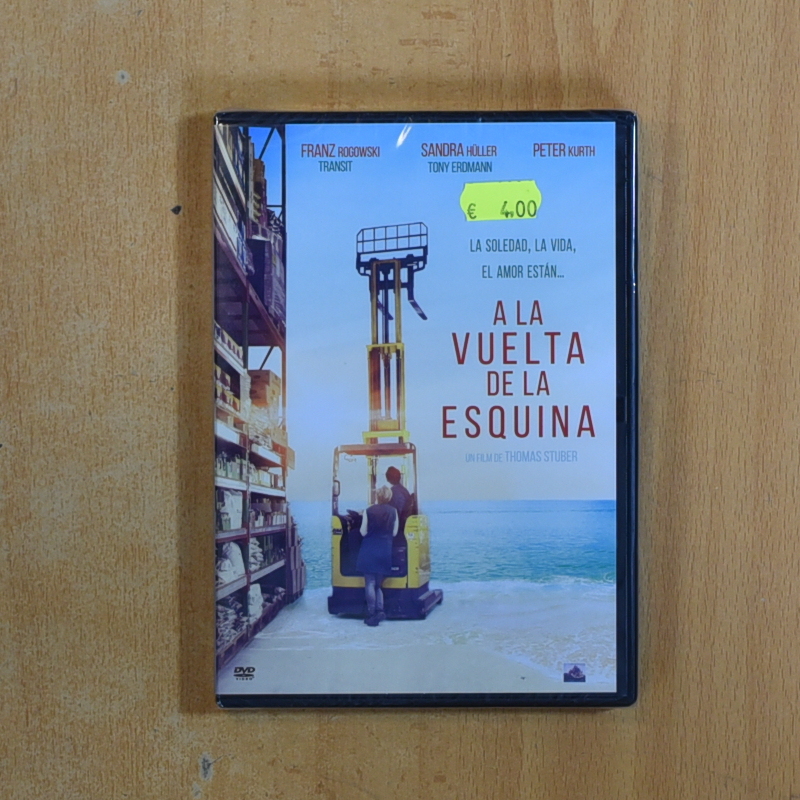 FRANZ ROGOWSKI
TRANSIT
SANDRA HÜLLER
TONY ERDMANN
PETER KURTH
€ 4,00
LA SOLEDAD, LA VIDA,
EL AMOR ESTÁN...
A LA
VUELTA
DE LA
ESQUINA
UN FILM DE THOMAS STUBER
DVD
VIDEO